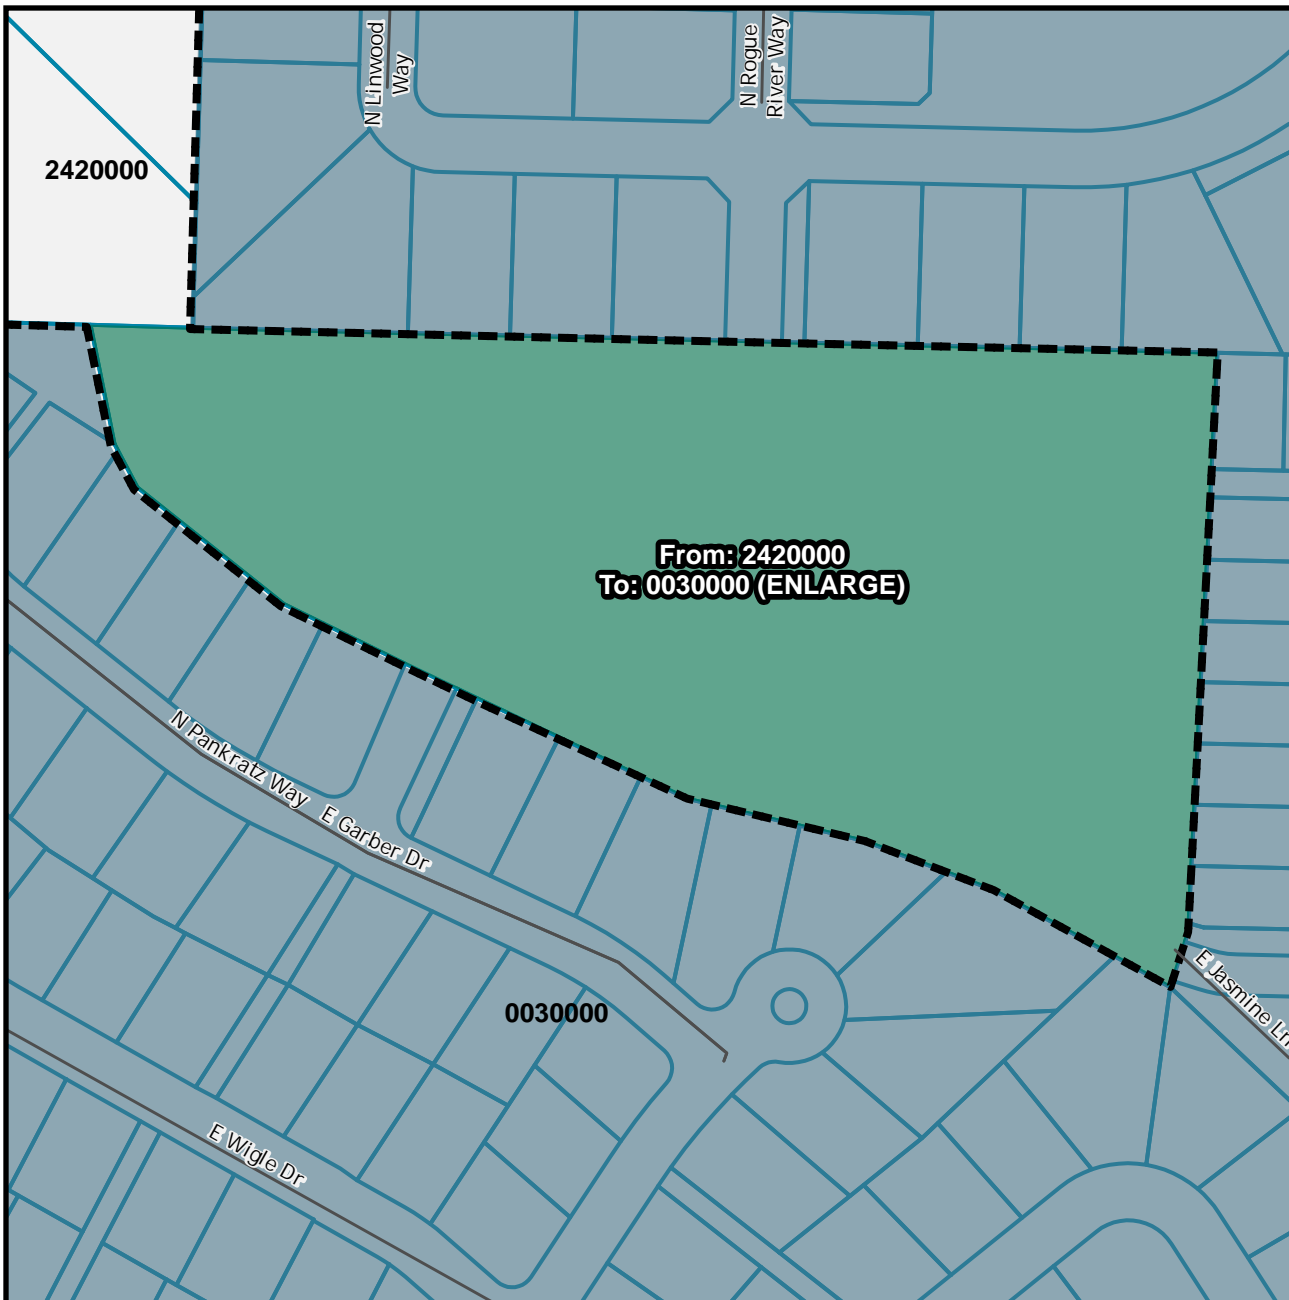 N Linwood
Way
N Rogue
River Way
2420000
From: 2420000
To: 0030000 (ENLARGE)
N Pankratz Way
E Garber Dr
E Jasmine Ln
0030000
E Wigle Dr